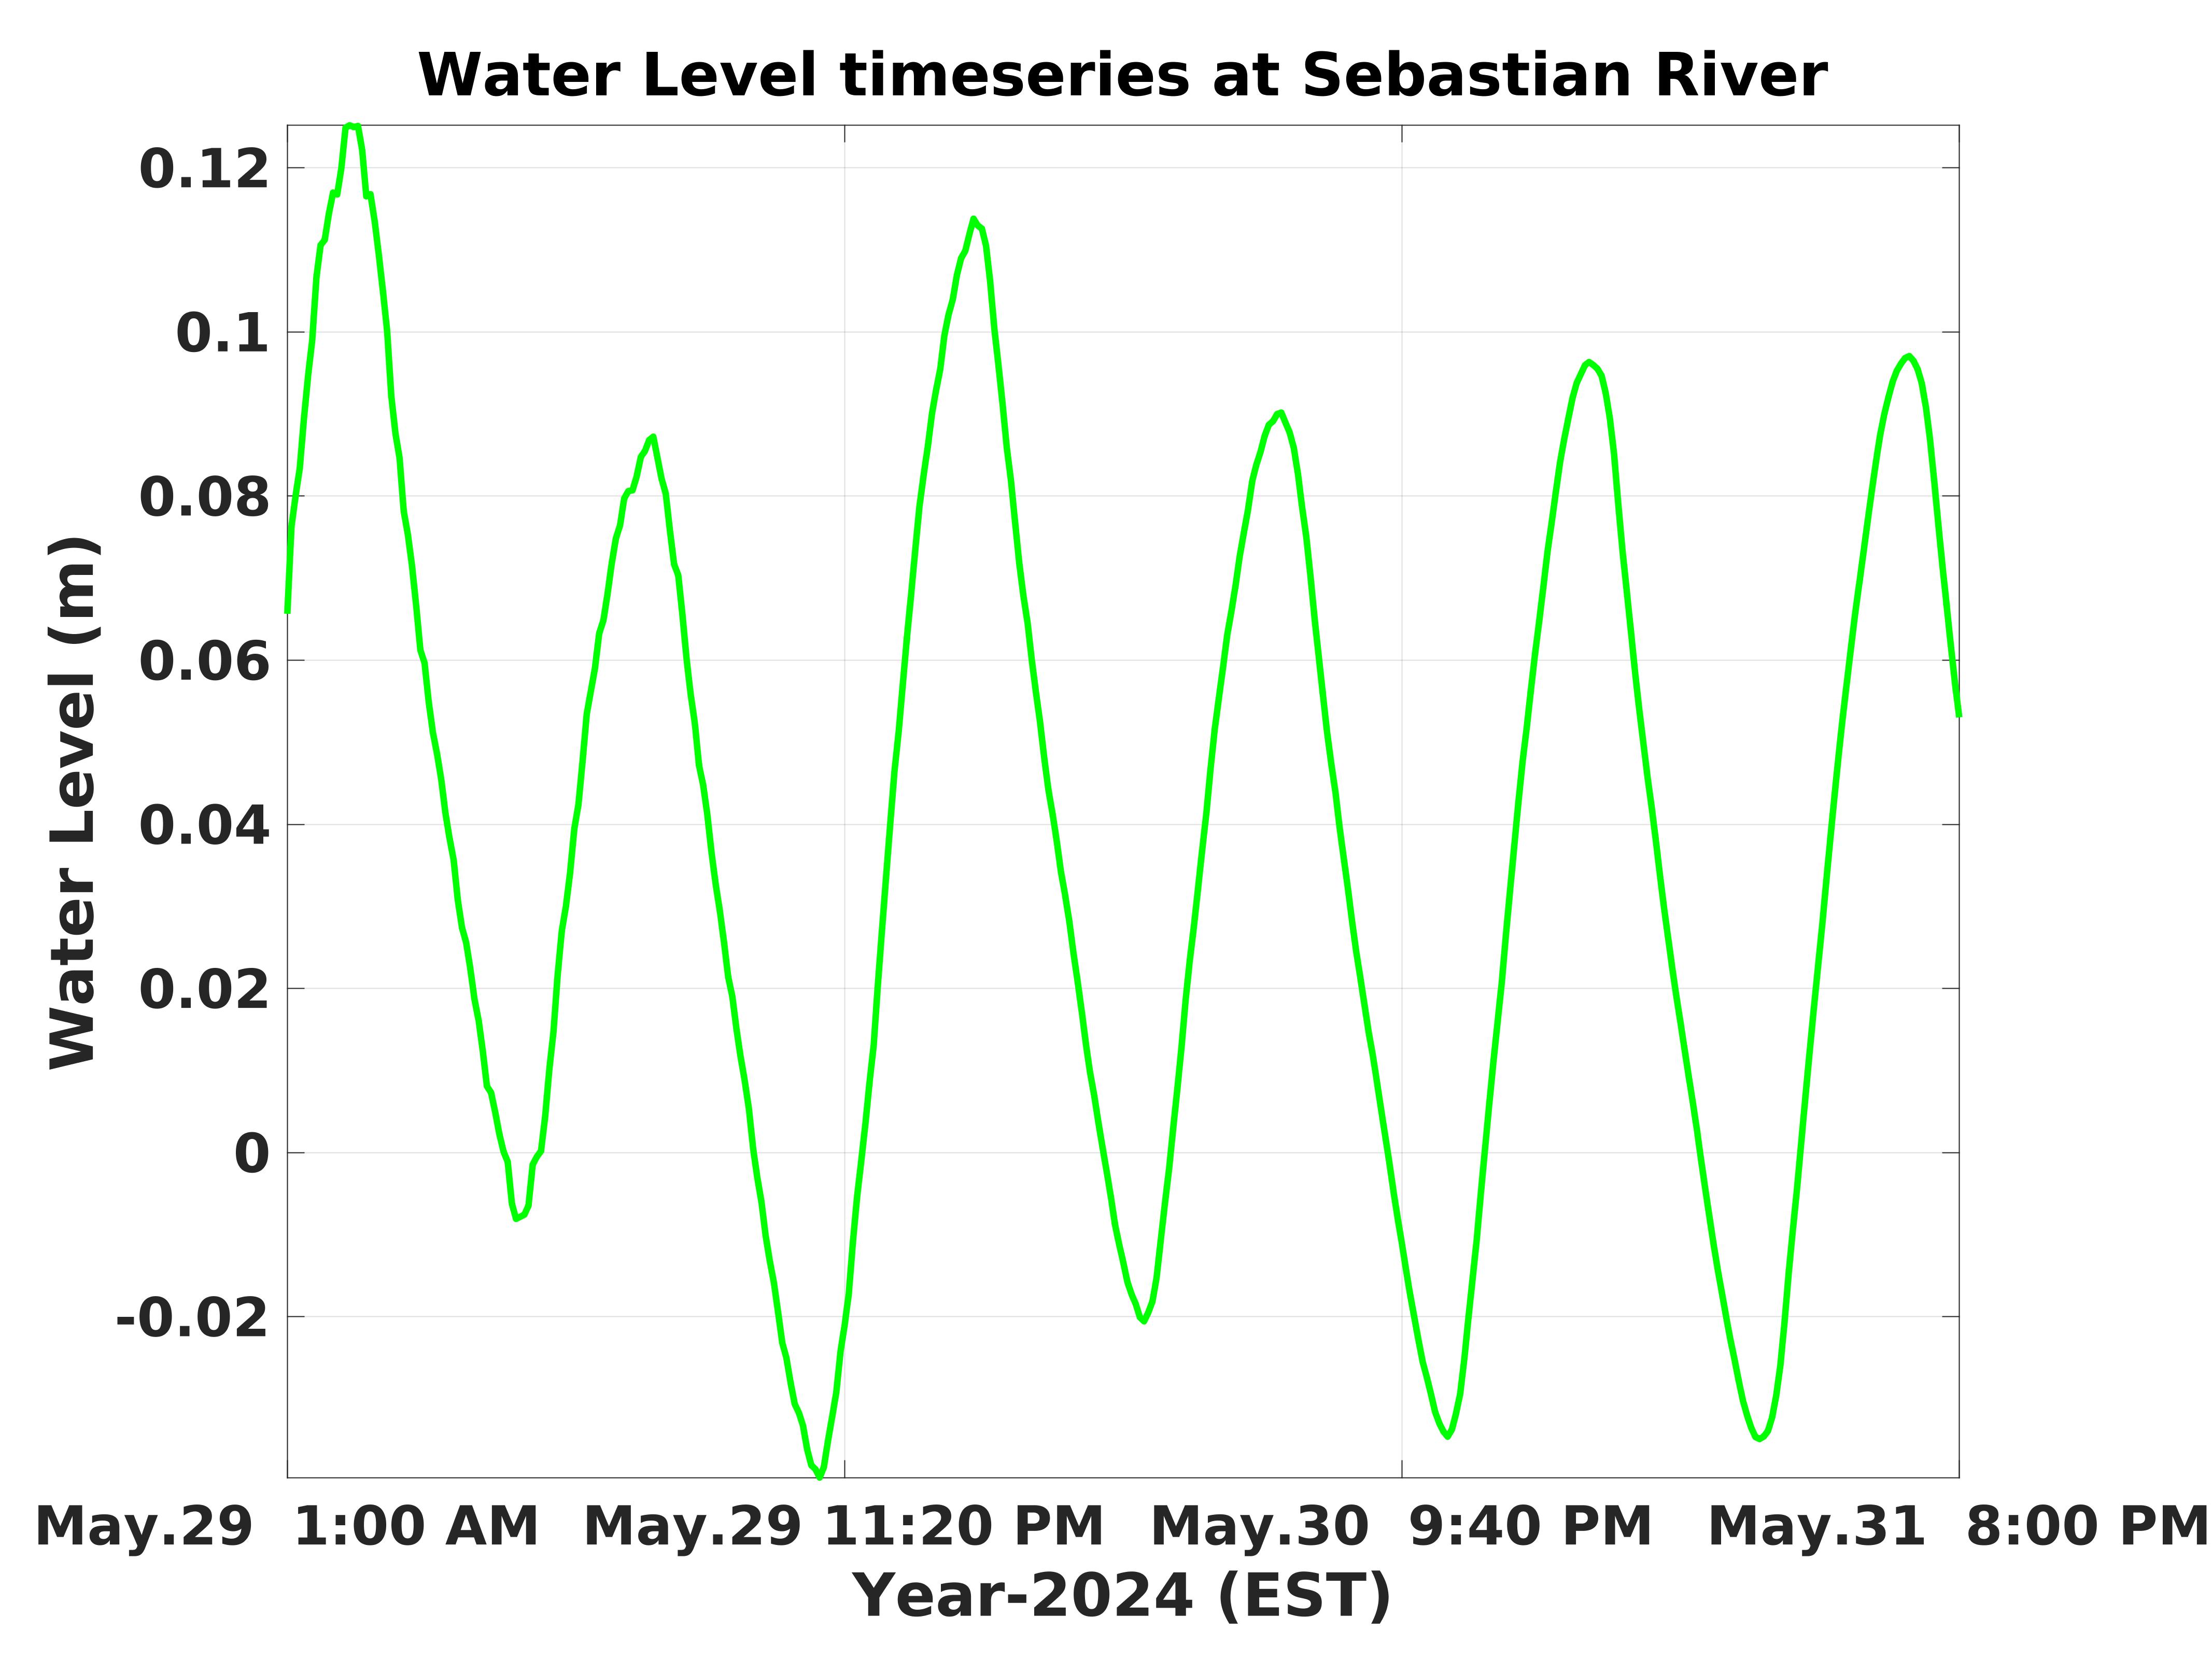 Water Level timeseries at Sebastian River
0.12
0.1
0.08
0.06
0.04
0.02
0
-0.02
Water Level (m)
May.29 1:00 AM May.29 11:20 PM May.30 9:40 PM May.31 8:00 PM
Year-2024 (EST)